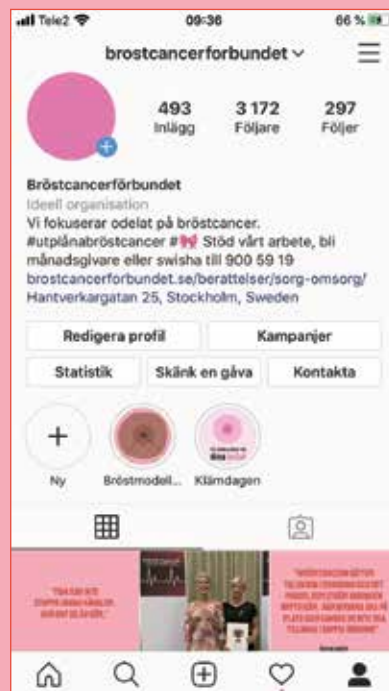 Tele2 09:36 66 %
brostcancerforbundet
493 3 172 297
Inlägg Följare Följer
Bröstcancerförbundet
Ideell organisation
Vi fokuserar odelat på bröstcancer.
#utplånabröstcancer #🎀 Stöd vårt arbete, bli
månadsgivare eller swisha till 900 59 19
brostcancerforbundet.se/berattelser/sorg-omsorg/
Hantverkargatan 25, Stockholm, Sweden
Redigera profil Kampanjer
Statistik Skänk en gåva Kontakta
Ny Bröstmodell... Klämdagen